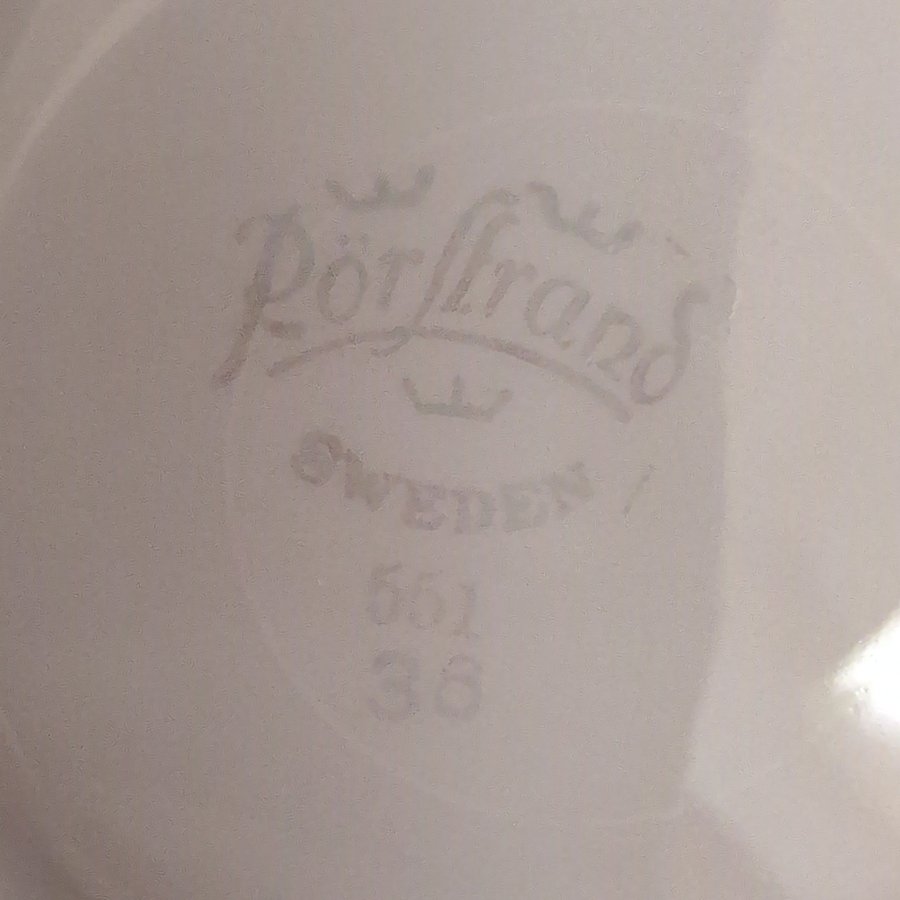 Rörstrand
SWEDEN
551
36